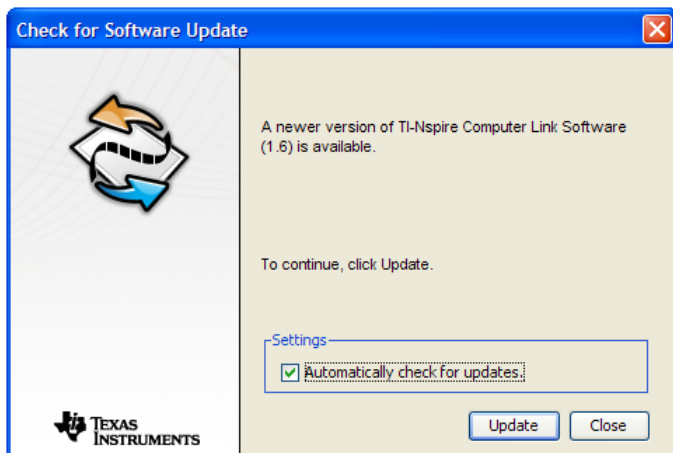 Check for Software Update
A newer version of TI-Nspire Computer Link Software
(1.6) is available.
To continue, click Update.
Settings
Automatically check for updates.
TEXAS
INSTRUMENTS
Update
Close